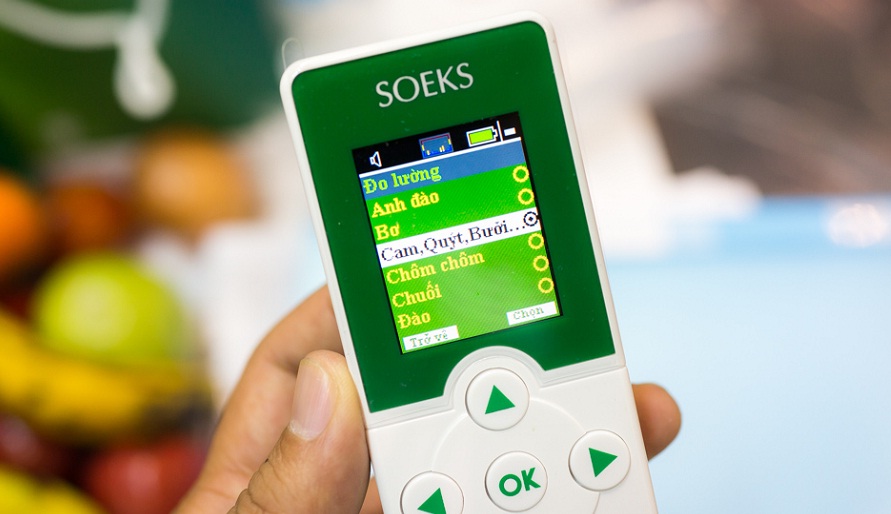 SOEKS
Đo lường
Anh đào
Bơ
Cam,Quýt,Bưởi...
Chôm chôm
Chuối
Đào
Trở về
Chọn
OK